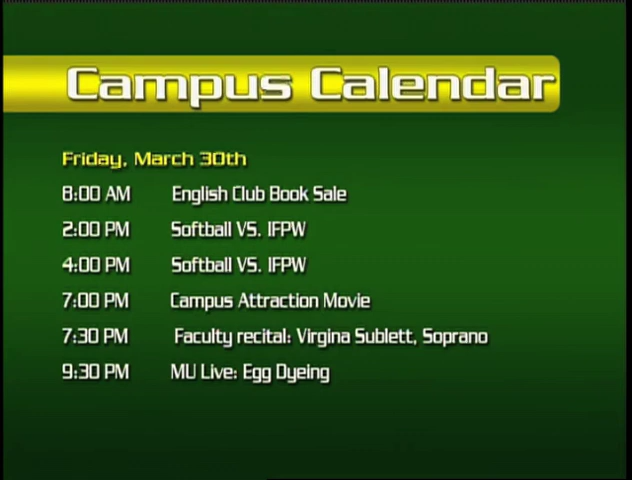 Campus Calendar
Friday, March 30th
8:00 AM English Club Book Sale
2:00 PM Softball VS. IFPW
4:00 PM Softball VS. IFPW
7:00 PM Campus Attraction Movie
7:30 PM Faculty recital: Virgina Sublett, Soprano
9:30 PM MU Live: Egg Dyeing